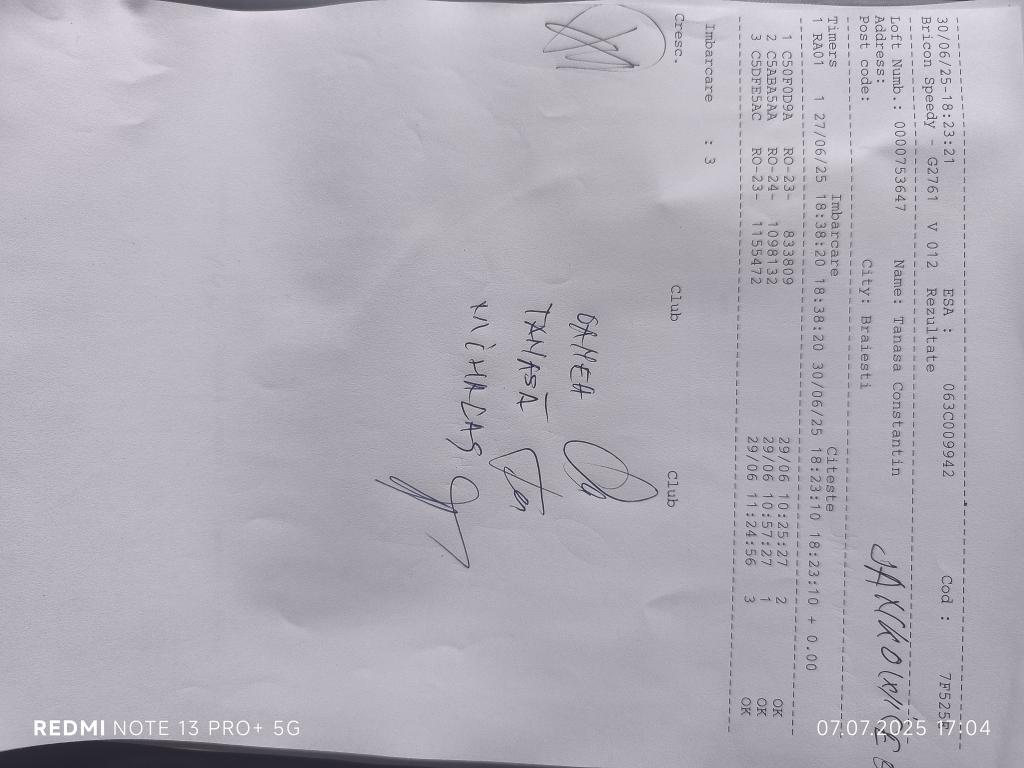 30/06/25-18:23:21 ESA : 063C009942 Cod :
Bricon Speedy - G2761 V 012 Rezultate
Loft Numb.: 0000753647 Name: Tanasa Constantin
Address:
Post code: City: Braiesti
Imbarcare Citeste
Timers
1 RA01 1 27/06/25 18:38:20 18:38:20 30/06/25 18:23:10 18:23:10 + 0.00
1 C50F0D9A RO-23- 833809 29/06 10:25:27 2 OK
2 C5ABA5AA RO-24- 1098132 29/06 10:57:27 1 OK
3 C5DFE5AC RO-23- 1155472 29/06 11:24:56 3 OK
Imbarcare : 3
Cresc. Club Club
TANASĂ
REDMI NOTE 13 PRO+ 5G
07.07.2025 17:04